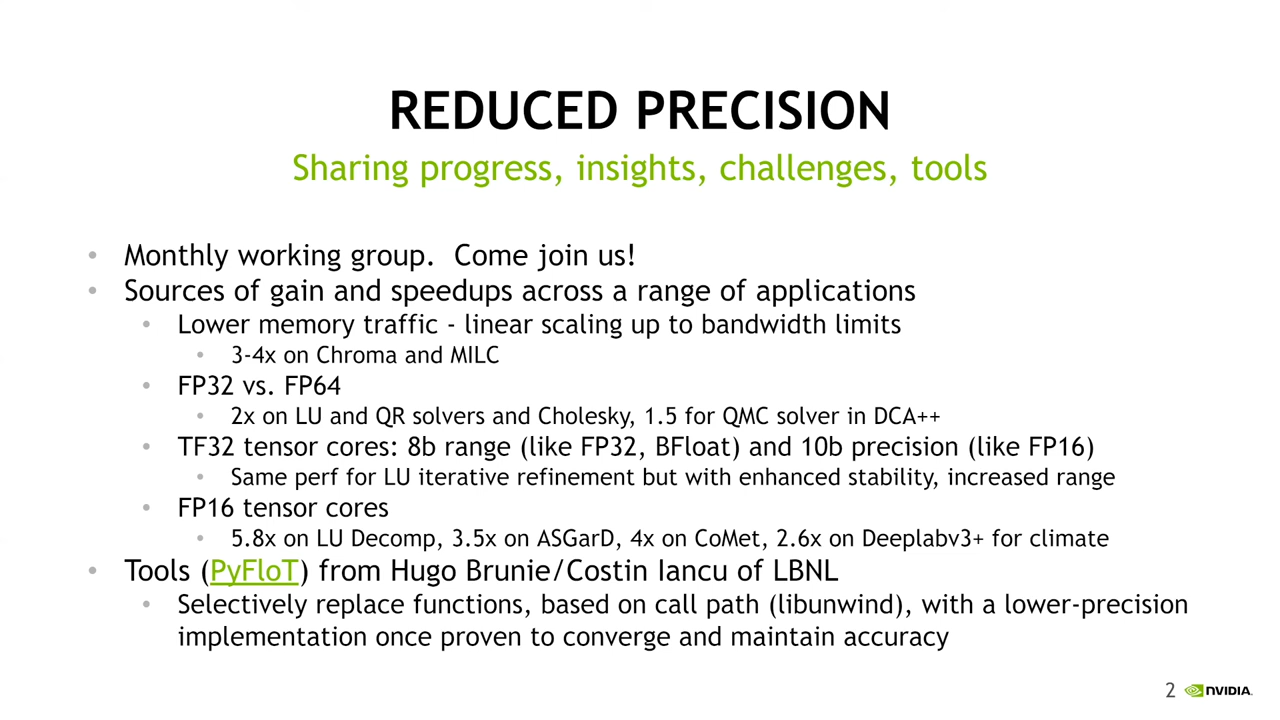 REDUCED PRECISION
Sharing progress, insights, challenges, tools
• Monthly working group.  Come join us!
• Sources of gain and speedups across a range of applications
• Lower memory traffic - linear scaling up to bandwidth limits
• 3-4x on Chroma and MILC
• FP32 vs. FP64
• 2x on LU and QR solvers and Cholesky, 1.5 for QMC solver in DCA++
• TF32 tensor cores: 8b range (like FP32, BFloat) and 10b precision (like FP16)
• Same perf for LU iterative refinement but with enhanced stability, increased range
• FP16 tensor cores
• 5.8x on LU Decomp, 3.5x on ASGarD, 4x on CoMet, 2.6x on Deeplabv3+ for climate
• Tools (PyFloT) from Hugo Brunie/Costin Iancu of LBNL
• Selectively replace functions, based on call path (libunwind), with a lower-precision
implementation once proven to converge and maintain accuracy
2 NVIDIA.